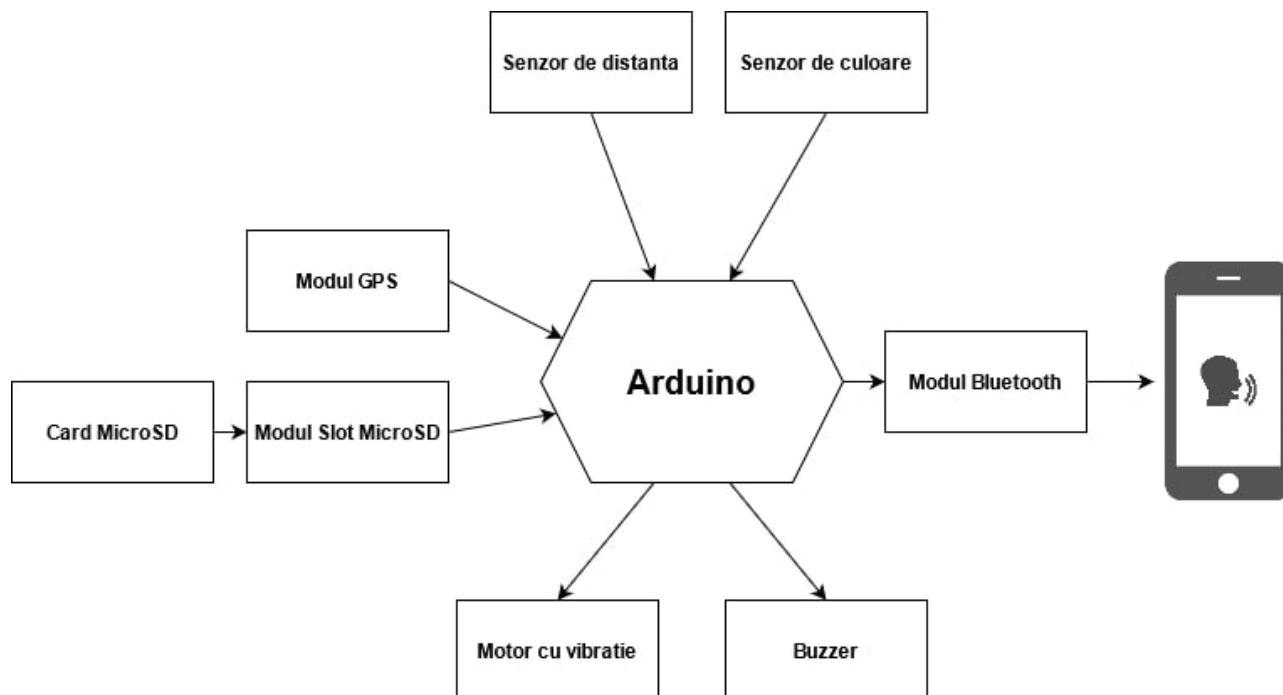 Senzor de distanta
Senzor de culoare
Modul GPS
Arduino
Modul Bluetooth
Card MicroSD
Modul Slot MicroSD
Motor cu vibratie
Buzzer